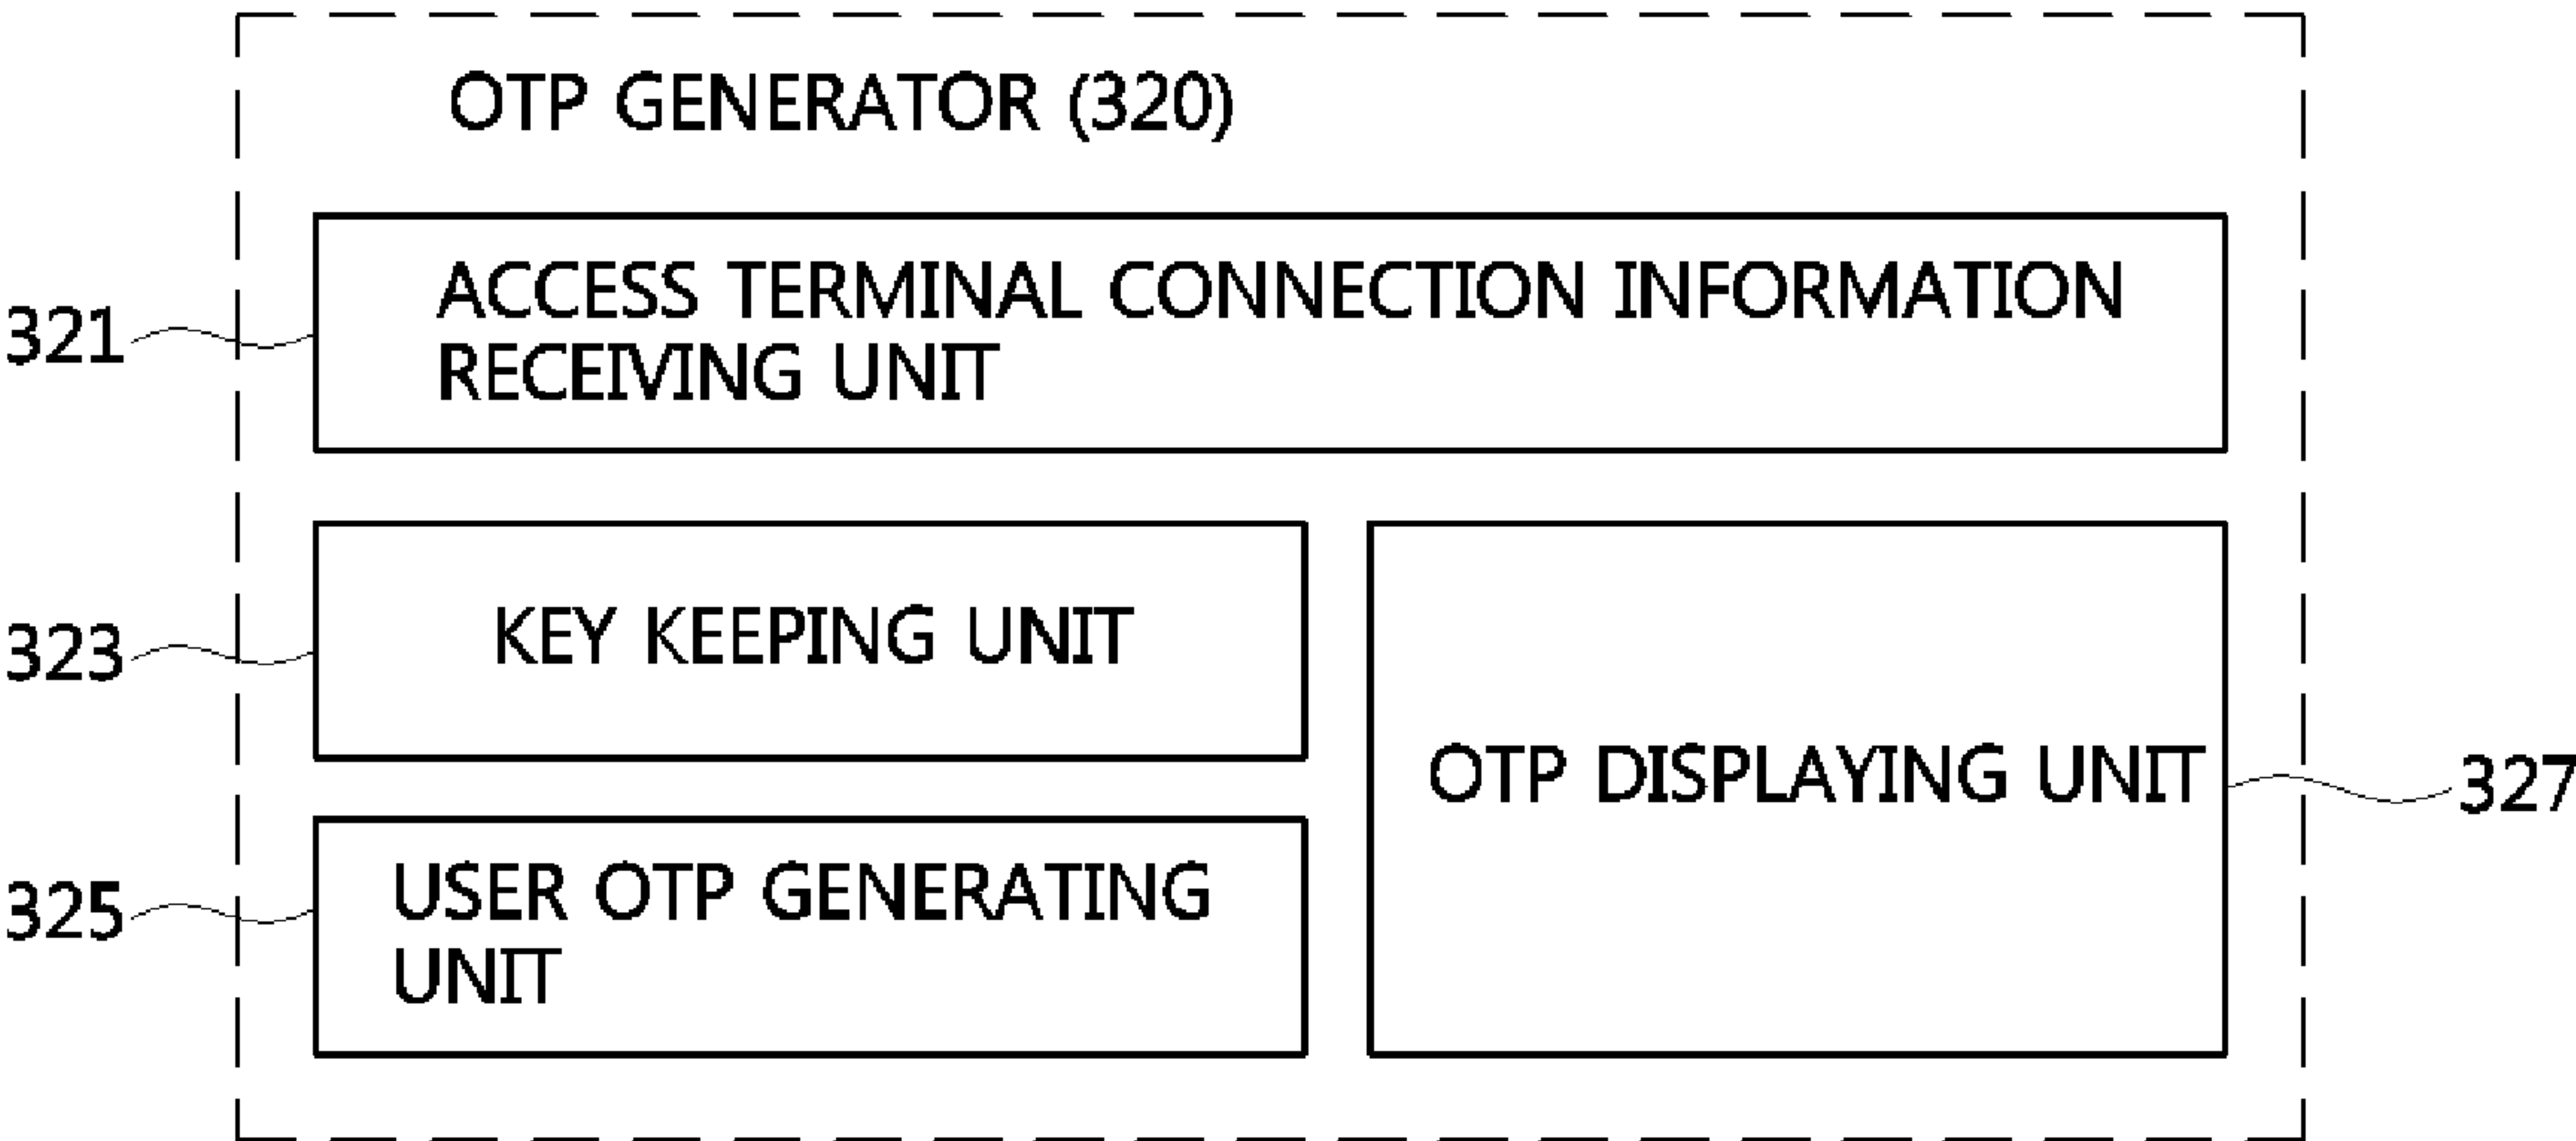 OTP GENERATOR (320)
ACCESS TERMINAL CONNECTION INFORMATION
RECEIVING UNIT
321
KEY KEEPING UNIT
323
OTP DISPLAYING UNIT
327
USER OTP GENERATING
UNIT
325